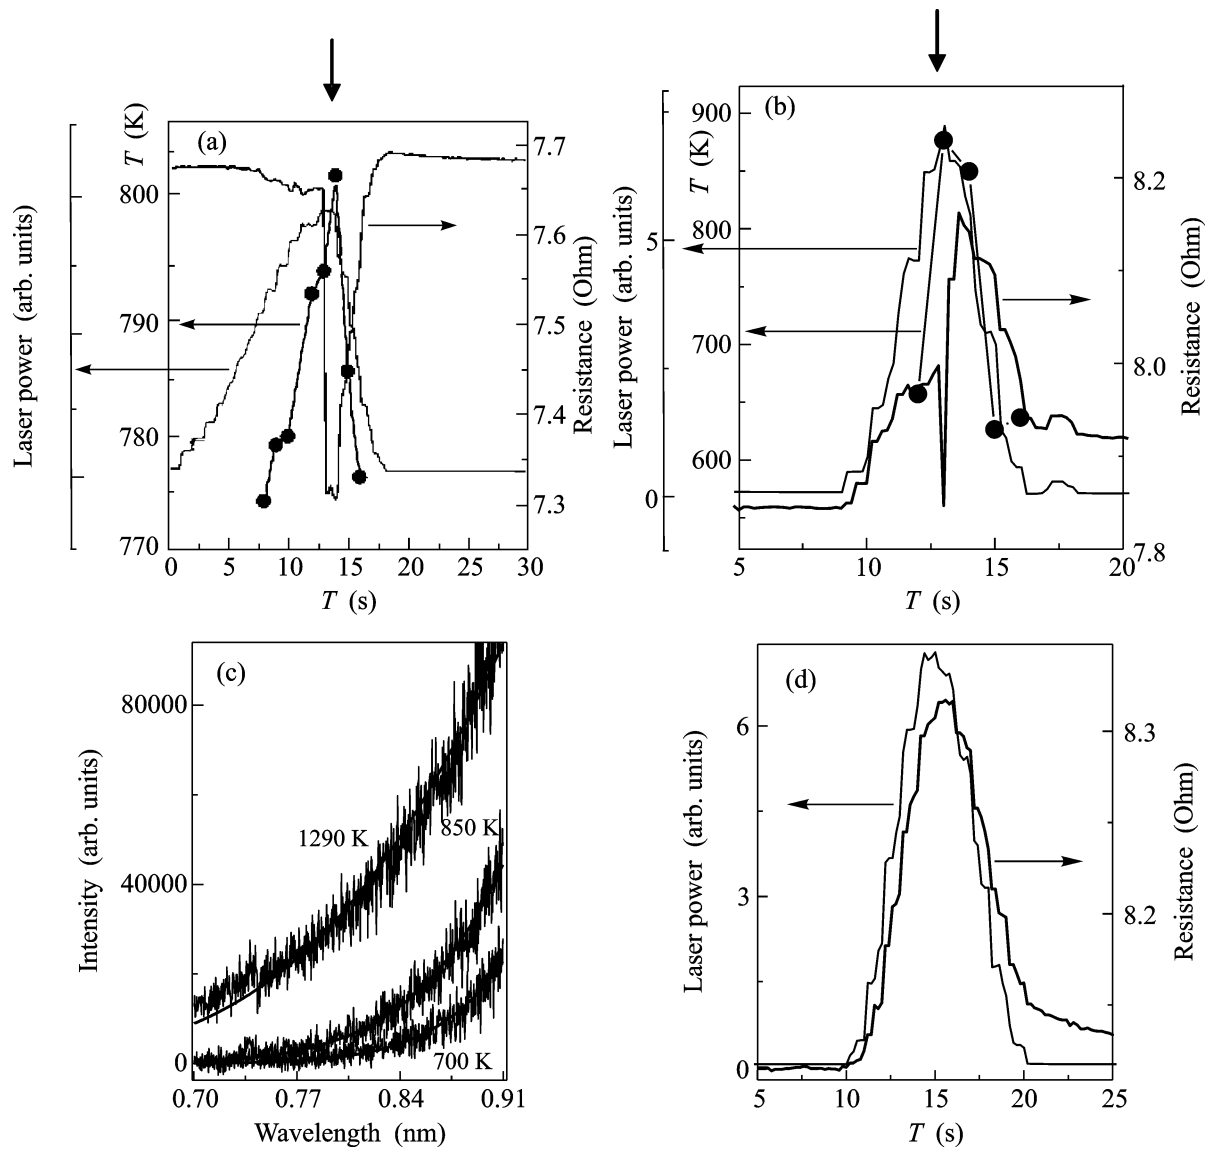 (a)
Laser power (arb. units)
T (K)
800
790
780
770
7.7
7.6
7.5
7.4
7.3
Resistance (Ohm)
0 5 10 15 20 25 30
T (s)
(b)
Laser power (arb. units)
5
0
T (K)
900
800
700
600
8.2
8.0
7.8
Resistance (Ohm)
5 10 15 20
T (s)
(c)
Intensity (arb. units)
80000
40000
0
1290 K
850 K
700 K
0.70 0.77 0.84 0.91
Wavelength (nm)
(d)
Laser power (arb. units)
6
3
0
8.3
8.2
Resistance (Ohm)
5 10 15 20 25
T (s)